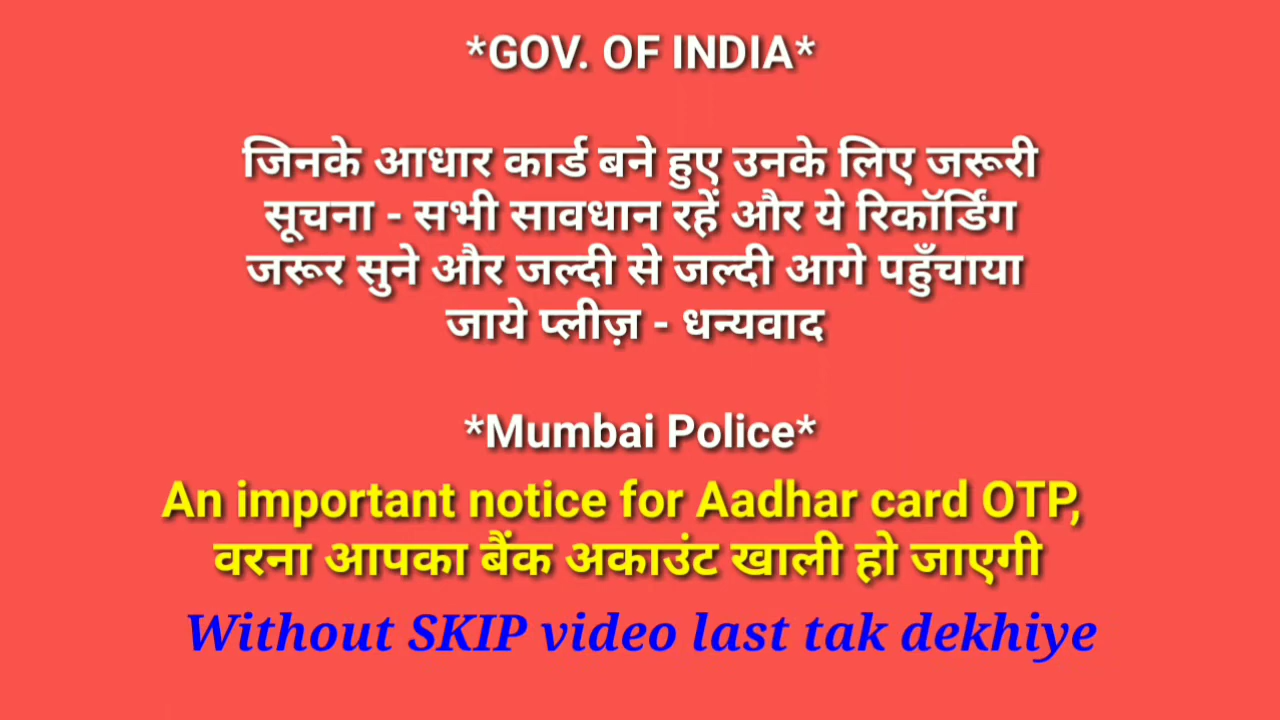 *GOV. OF INDIA*
जिनके आधार कार्ड बने हुए उनके लिए जरूरी
सूचना - सभी सावधान रहें और ये रिकॉर्डिंग
जरूर सुने और जल्दी से जल्दी आगे पहुँचाया
जाये प्लीज़ - धन्यवाद
*Mumbai Police*
An important notice for Aadhar card OTP,
वरना आपका बैंक अकाउंट खाली हो जाएगी
Without SKIP video last tak dekhiye